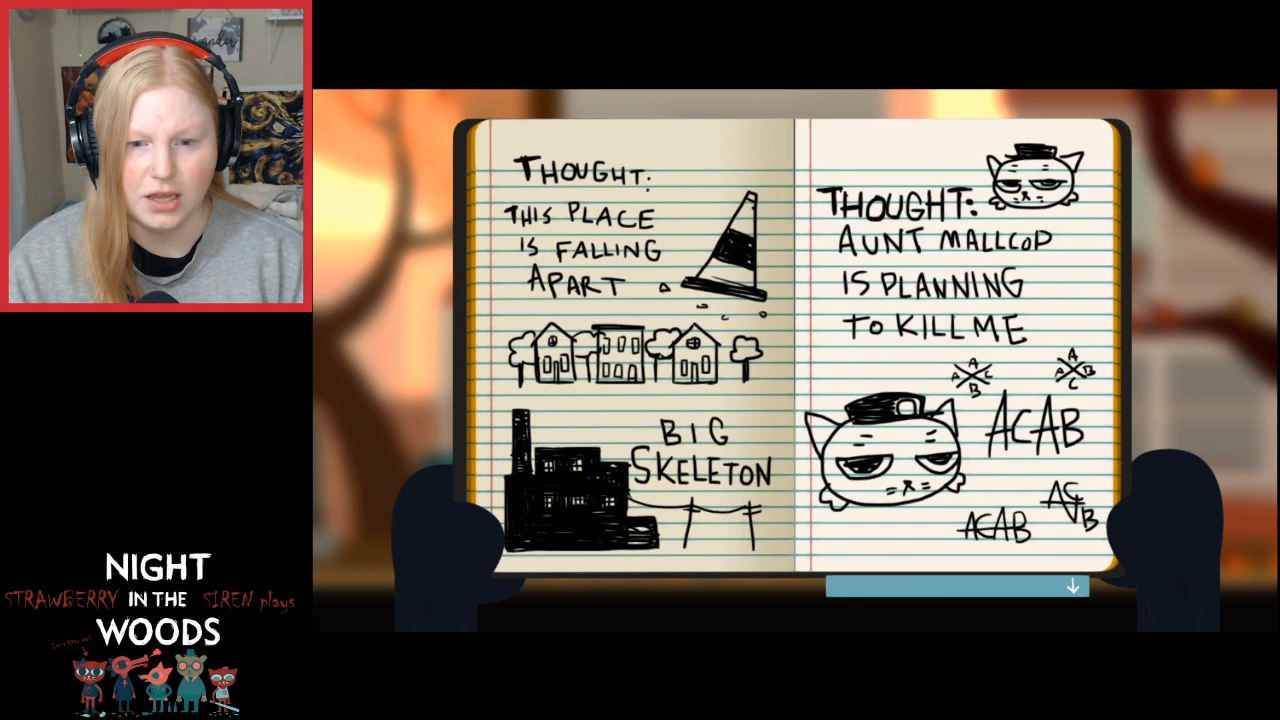 THOUGHT:
THIS PLACE
IS FALLING
APART
BIG
SKELETON
THOUGHT:
AUNT MALLCOP
IS PLANNING
TO KILL ME
A
A C
B
A
A B
C
ACAB
ACAB
ACAB
NIGHT
STRAWBERRY IN THE SIREN plays
WOODS